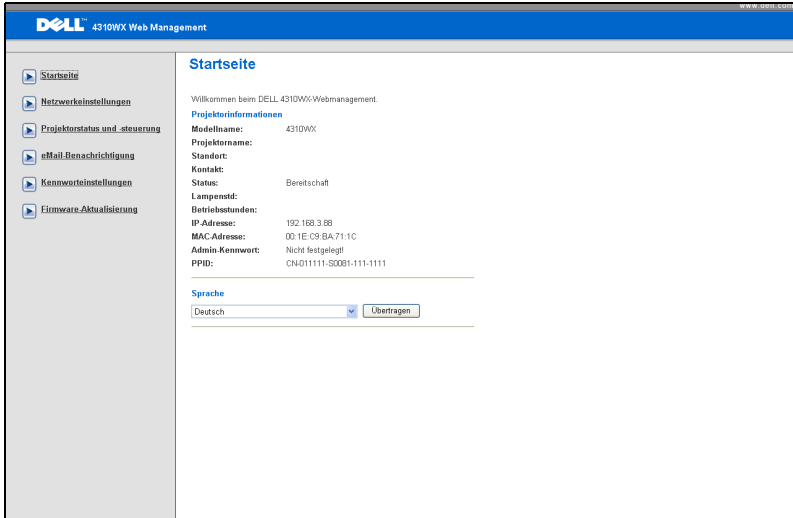 www.dell.com
DELL™ 4310WX Web Management
Startseite
Netzwerkeinstellungen
Projektorstatus und -steuerung
eMail-Benachrichtigung
Kennworteinstellungen
Firmware-Aktualisierung
Startseite
Willkommen beim DELL 4310WX-Webmanagement.
Projektorinformationen
Modellname: 4310WX
Projektorname:
Standort:
Kontakt:
Status: Bereitschaft
Lampenstd:
Betriebsstunden:
IP-Adresse: 192.168.3.88
MAC-Adresse: 00:1E:C9:BA:71:1C
Admin-Kennwort: Nicht festgelegt!
PPID: CN-011111-S0081-111-1111
Sprache
Deutsch Übertragen